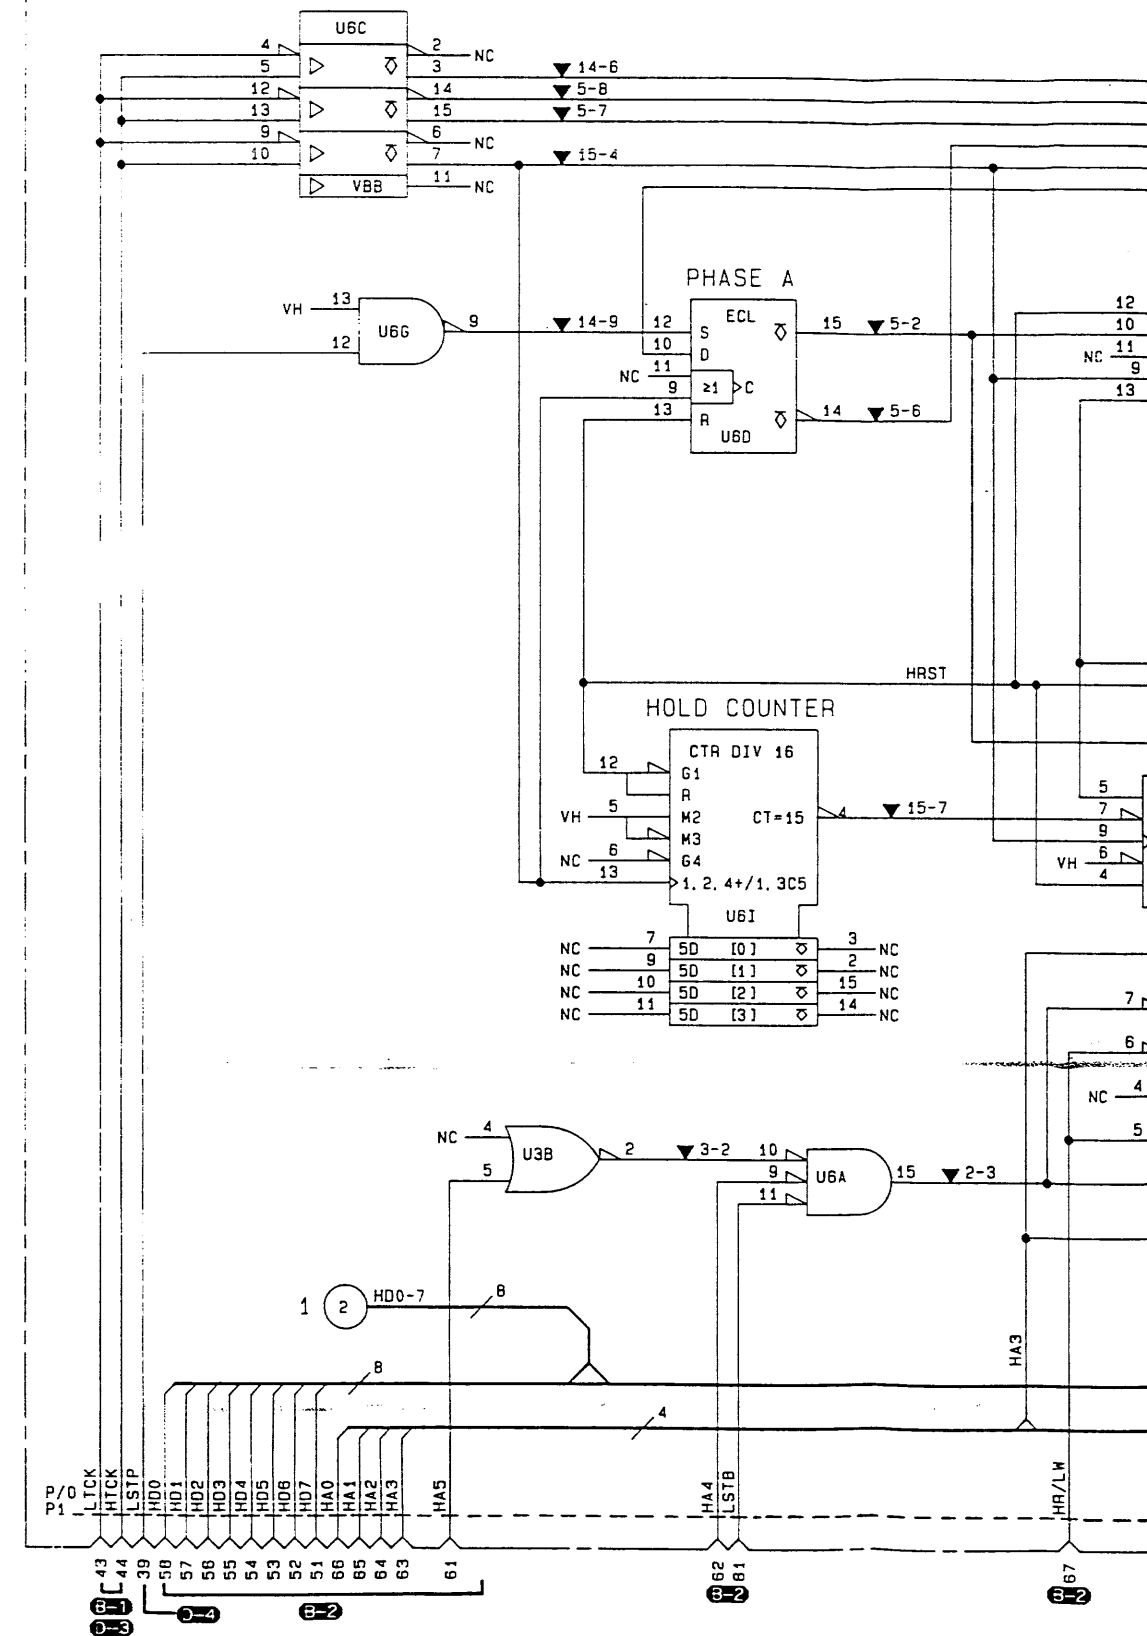 U6C
4 2 NC
5 3 14-6
12 14 5-8
13 15 5-7
9 6 NC
10 7 15-4
VBB 11 NC
PHASE A
VH 13
U6G 9 14-9
12
ECL
12 S 15 5-2
10 D
NC 11
9 ≥1 C
13 R 14 5-6
U6D
12
10
NC 11
9
13
HRST
HOLD COUNTER
CTR DIV 16
12 G1
R
VH 5 M2 CT=15 4 15-7
M3
NC 6 G4
13 1,2,4+/1,3C5
U6I
NC 7 5D [0] 3 NC
NC 9 5D [1] 2 NC
NC 10 5D [2] 15 NC
NC 11 5D [3] 14 NC
5
7
9
VH 6
4
7
6
NC 4
5
NC 4
U3B 2 3-2 10
5
9 U6A 15 2-3
11
1 2 HD0-7 8
8
4
HA3
P/O
P1
LTCK
HTCK
LSTP
HD0
HD1
HD2
HD3
HD4
HD5
HD6
HD7
HA0
HA1
HA2
HA3
HA5
HA4
LSTB
HR/LW
43
44
39
58
57
56
55
54
53
52
51
66
65
64
63
61
62
81
67
B-1
D-3
D-4
B-2
B-2
B-2